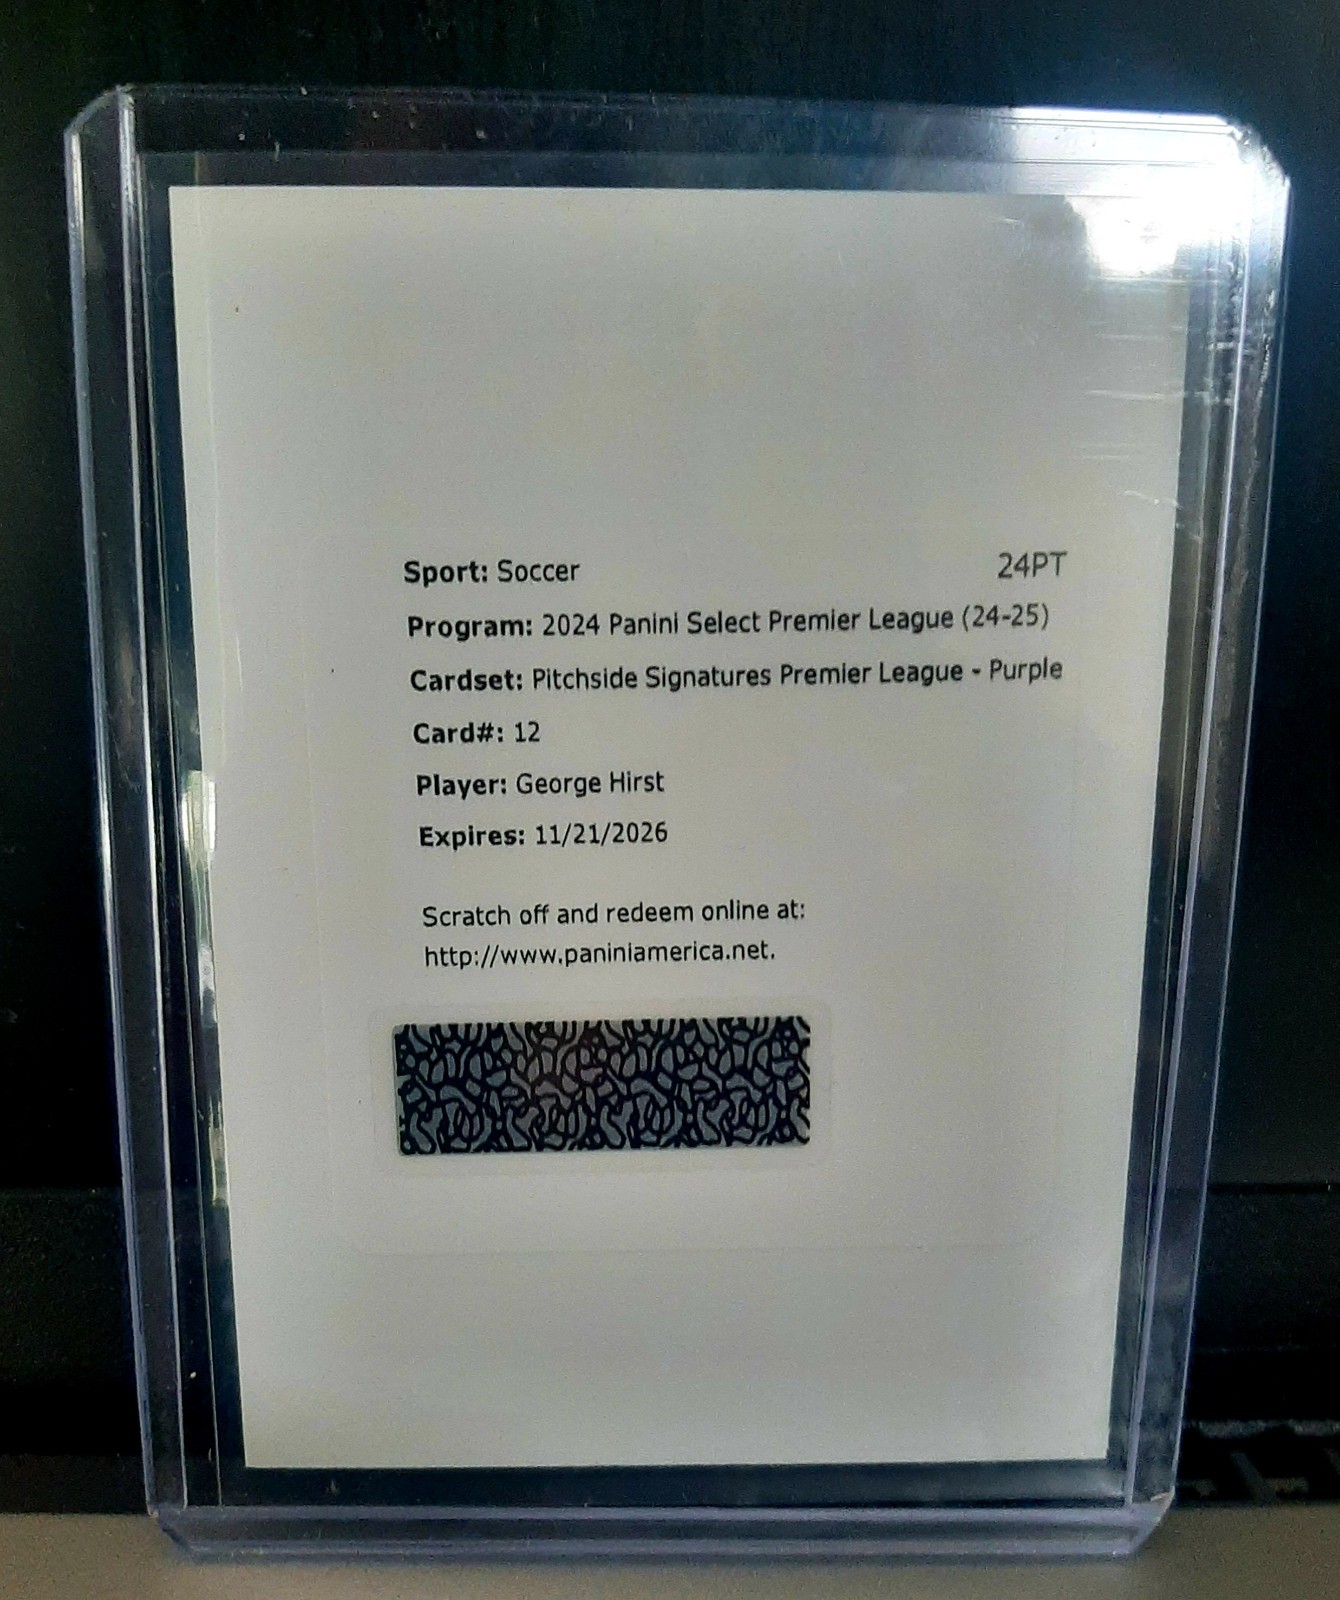 Sport: Soccer 24PT
Program: 2024 Panini Select Premier League (24-25)
Cardset: Pitchside Signatures Premier League - Purple
Card#: 12
Player: George Hirst
Expires: 11/21/2026
Scratch off and redeem online at:
http://www.paniniamerica.net.